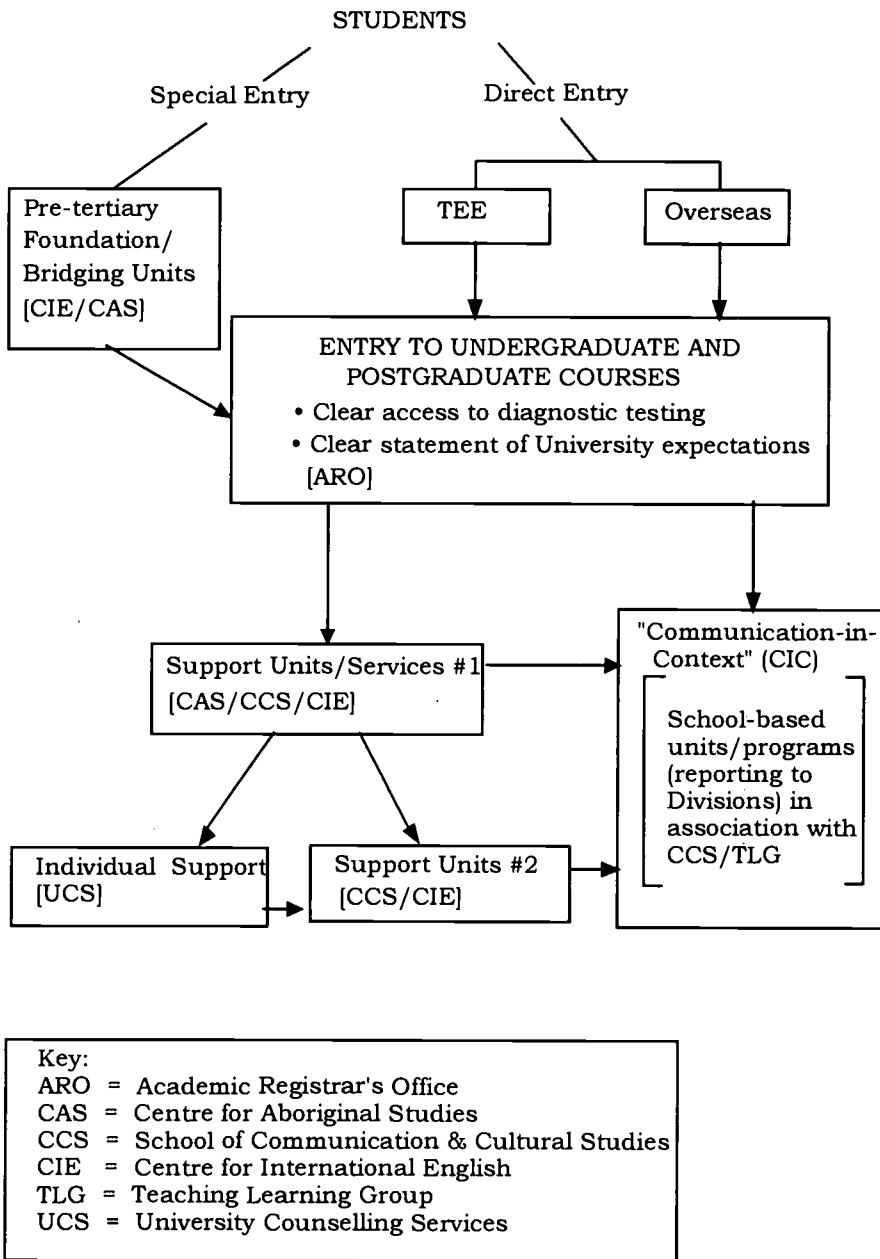 STUDENTS
Special Entry
Direct Entry
Pre-tertiary
Foundation/
Bridging Units
[CIE/CAS]
TEE
Overseas
ENTRY TO UNDERGRADUATE AND
POSTGRADUATE COURSES
• Clear access to diagnostic testing
• Clear statement of University expectations
[ARO]
Support Units/Services #1
[CAS/CCS/CIE]
"Communication-in-
Context" (CIC)
School-based
units/programs
(reporting to
Divisions) in
association with
CCS/TLG
Individual Support
[UCS]
Support Units #2
[CCS/CIE]
Key:
ARO = Academic Registrar's Office
CAS = Centre for Aboriginal Studies
CCS = School of Communication & Cultural Studies
CIE = Centre for International English
TLG = Teaching Learning Group
UCS = University Counselling Services